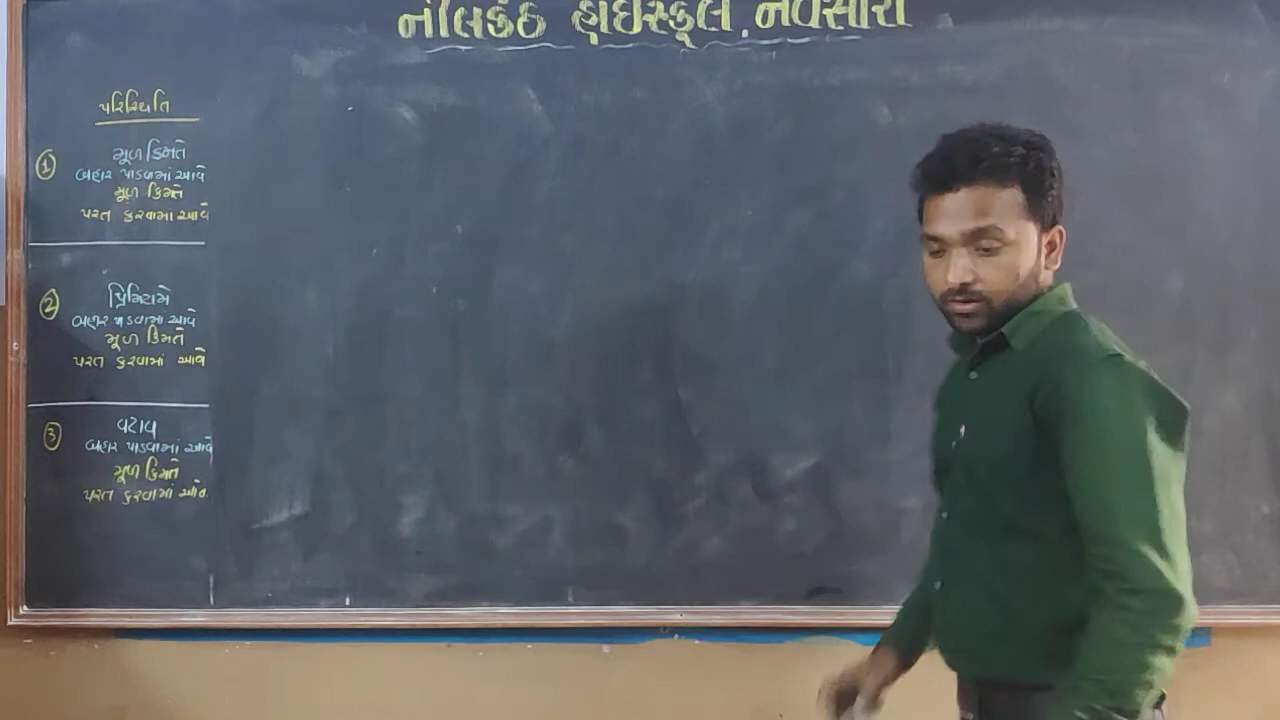 નીલકંઠ હાઇસ્કૂલ. નવસારી
પરિસ્થિતિ
1 મૂળ કિંમતે
બહાર પાડવામાં આવે
મૂળ કિંમતે
પરત કરવામાં આવે
2 પ્રિમિયમે
બહાર પાડવામાં આવે
મૂળ કિંમતે
પરત કરવામાં આવે
3 વટાવ
બહાર પાડવામાં આવે
મૂળ કિંમતે
પરત કરવામાં આવે.